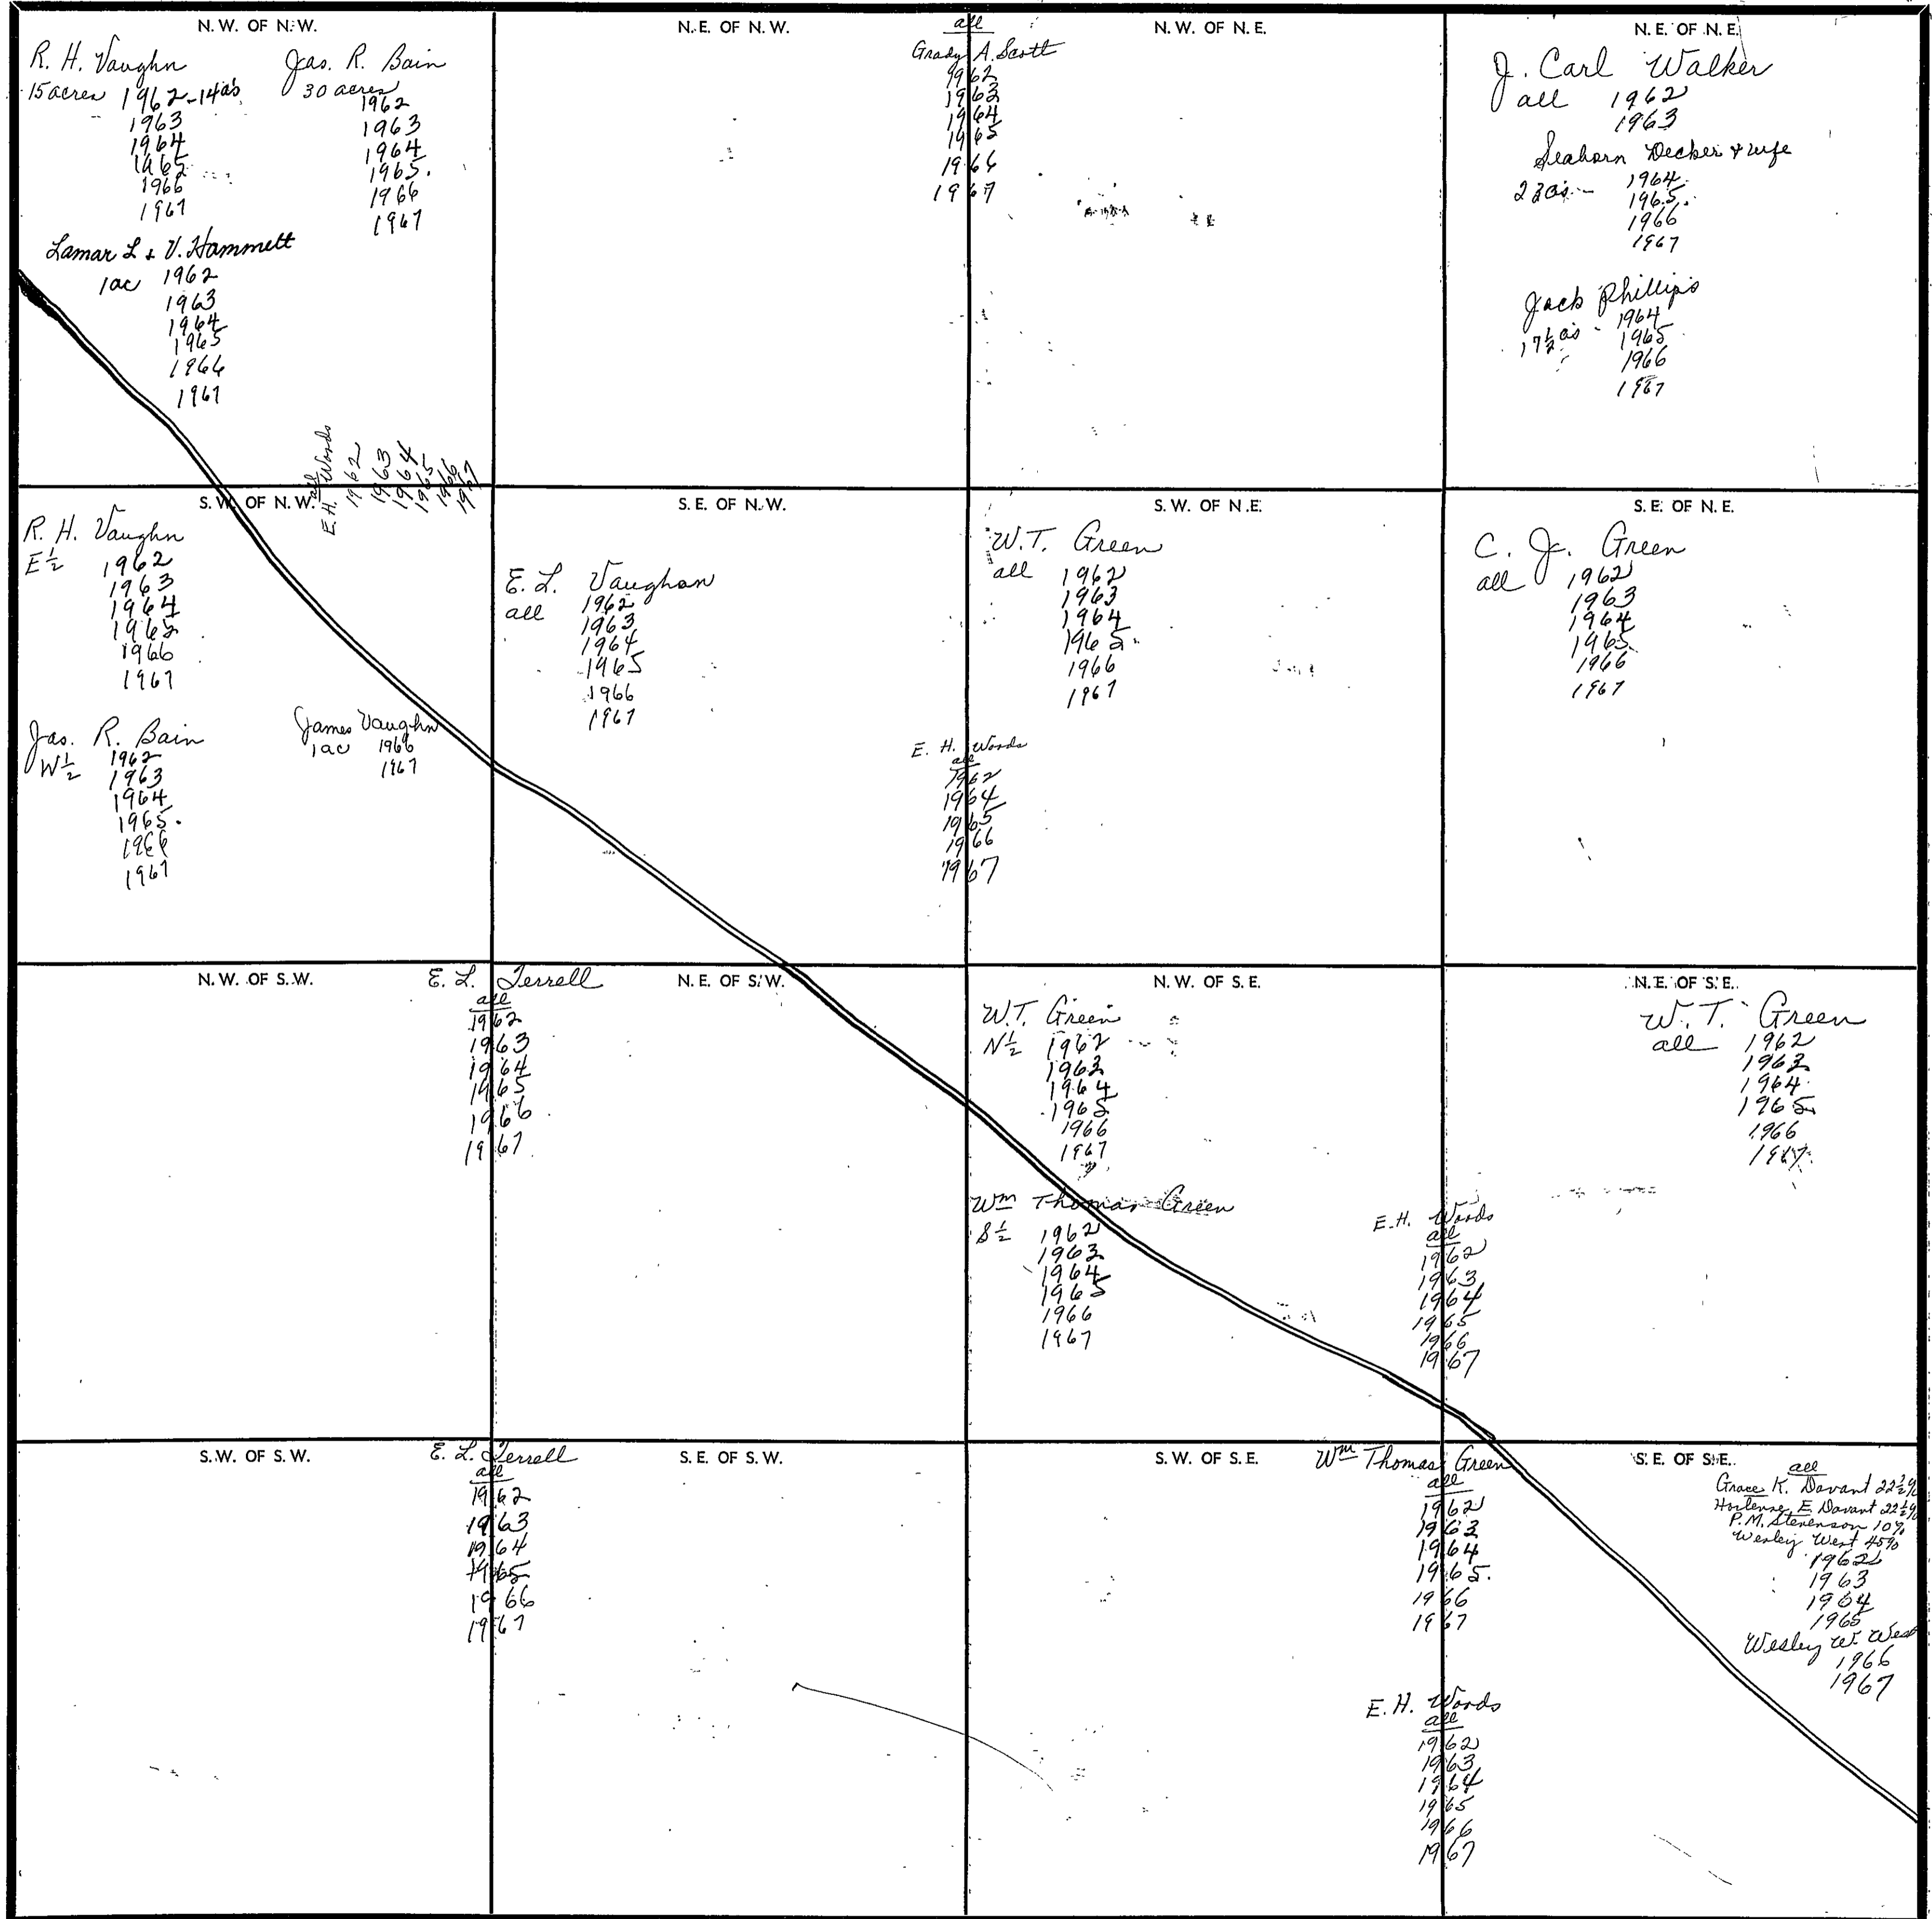 N.W. OF N.W.
R. H. Vaughn
15 acres 1962-14as
1963
1964
1965
1966
1967
Jas. R. Bain
30 acres
1962
1963
1964
1965.
1966
1967
Lamar L & V. Hammett
1ac 1962
1963
1964
1965
1966
1967
E.H. Woods
all
1962
1963
1964
1965
1966
1967
N.E. OF N.W.
all
Grady A. Scott
1962
1963
1964
1965
1966
1967
N.W. OF N.E.
N.E. OF N.E.
J. Carl Walker
all 1962
1963
Seaborn Decker & wife
1964
1965
1966
1967
Jack Phillips
1964
17½ as 1965
1966
1967
S.W. OF N.W.
R. H. Vaughn
E½ 1962
1963
1964
1965
1966
1967
Jas. R. Bain
W½ 1962
1963
1964
1965.
1966
1967
James Vaughn
1ac 1966
1967
S.E. OF N.W.
E. L. Vaughan
all 1962
1963
1964
1965
1966
1967
E. H. Woods
all
1962
1964
1965
1966
1967
S.W. OF N.E.
W.T. Green
all 1962
1963
1964
1965
1966
1967
S.E. OF N.E.
C. J. Green
all 1962
1963
1964
1965
1966
1967
N.W. OF S.W.
E. L. Terrell
all
1962
1963
1964
1965
1966
1967
N.E. OF S.W.
N.W. OF S.E.
W.T. Green
N½ 1962
1963
1964
1965
1966
1967
Wm Thomas Green
S½ 1962
1963
1964
1965
1966
1967
E.H. Woods
all
1962
1963
1964
1965
1966
1967
N.E. OF S.E.
W. T. Green
all 1962
1963
1964
1965
1966
1967
S.W. OF S.W.
E. L. Terrell
all
1962
1963
1964
1965
1966
1967
S.E. OF S.W.
S.W. OF S.E.
Wm Thomas Green
all
1962
1963
1964
1965.
1966
1967
E. H. Woods
all
1962
1963
1964
1965
1966
1967
S.E. OF S.E.
all
Grace K. Davant 22½%
Hortense E. Davant 22½%
P.M. Stevenson 10%
Wesley West 45%
1962
1963
1964
1965
Wesley W. West
1966
1967